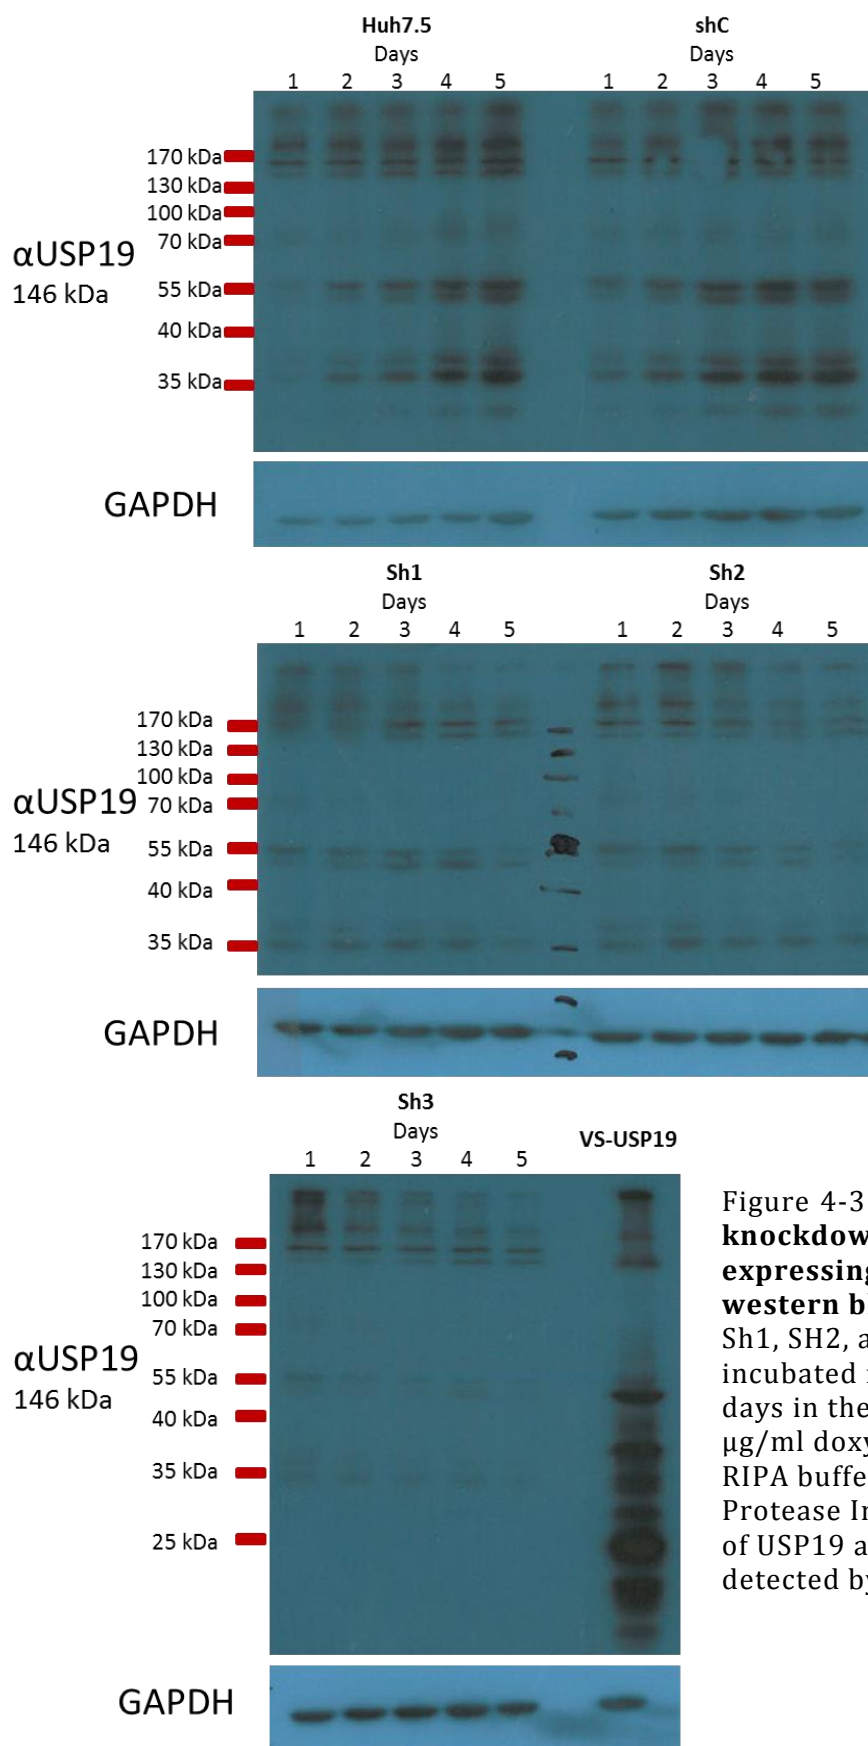 Huh7.5
Days
1 2 3 4 5
shC
Days
1 2 3 4 5
170 kDa
130 kDa
100 kDa
70 kDa
55 kDa
40 kDa
35 kDa
αUSP19
146 kDa
GAPDH
Sh1
Days
1 2 3 4 5
Sh2
Days
1 2 3 4 5
170 kDa
130 kDa
100 kDa
70 kDa
55 kDa
40 kDa
35 kDa
αUSP19
146 kDa
GAPDH
Sh3
Days
1 2 3 4 5
VS-USP19
170 kDa
130 kDa
100 kDa
70 kDa
55 kDa
40 kDa
35 kDa
25 kDa
αUSP19
146 kDa
GAPDH
Figure 4-3
knockdow
expressing
western b
Sh1, SH2, a
incubated
days in the
µg/ml doxy
RIPA buffe
Protease In
of USP19 a
detected by